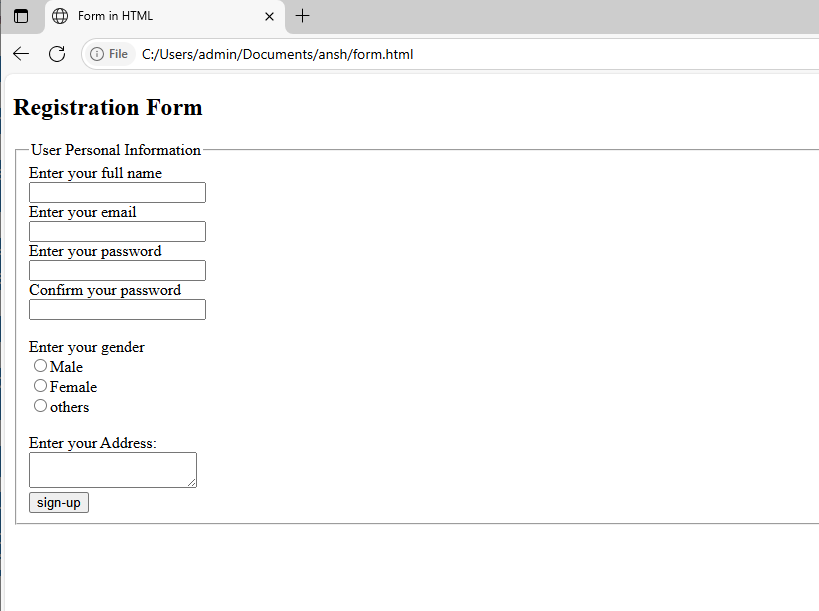 Form in HTML
File C:/Users/admin/Documents/ansh/form.html
Registration Form
User Personal Information
Enter your full name
Enter your email
Enter your password
Confirm your password
Enter your gender
Male
Female
others
Enter your Address:
sign-up